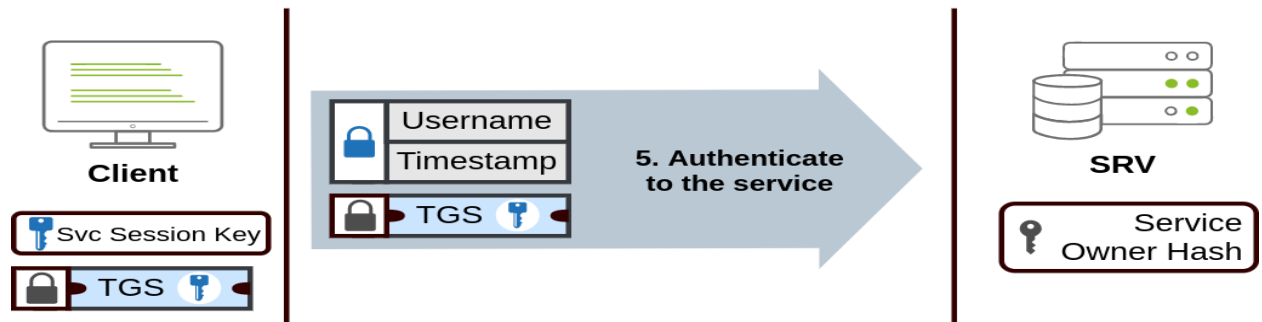 Client
Svc Session Key
TGS
Username
Timestamp
TGS
5. Authenticate
to the service
SRV
Service
Owner Hash